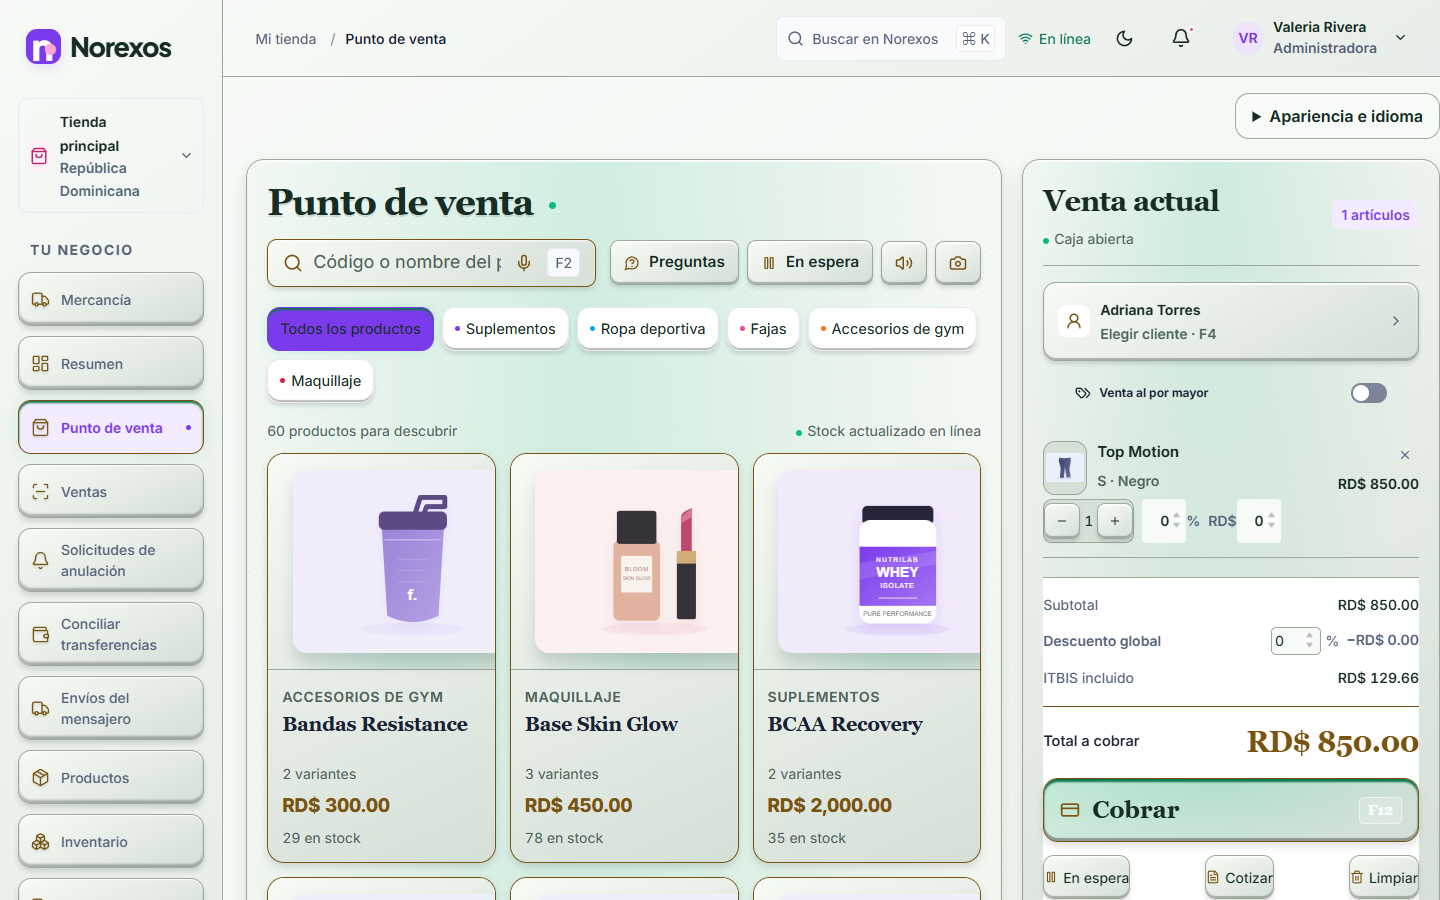 Norexos
Mi tienda / Punto de venta
Buscar en Norexos
⌘ K
En línea
VR
Valeria Rivera
Administradora
Tienda
principal
República
Dominicana
Apariencia e idioma
TU NEGOCIO
Mercancía
Resumen
Punto de venta
Ventas
Solicitudes de
anulación
Conciliar
transferencias
Envíos del
mensajero
Productos
Inventario
Punto de venta
Código o nombre del p
F2
Preguntas
En espera
Todos los productos
Suplementos
Ropa deportiva
Fajas
Accesorios de gym
Maquillaje
60 productos para descubrir
Stock actualizado en línea
f.
ACCESORIOS DE GYM
Bandas Resistance
2 variantes
RD$ 300.00
29 en stock
BLOOM
SKIN GLOW
MAQUILLAJE
Base Skin Glow
3 variantes
RD$ 450.00
78 en stock
NUTRILAB
WHEY
ISOLATE
PURE PERFORMANCE
SUPLEMENTOS
BCAA Recovery
2 variantes
RD$ 2,000.00
35 en stock
Venta actual
1 artículos
Caja abierta
Adriana Torres
Elegir cliente · F4
Venta al por mayor
Top Motion
S · Negro
RD$ 850.00
− 1 + 0 % RD$ 0
Subtotal RD$ 850.00
Descuento global 0 % −RD$ 0.00
ITBIS incluido RD$ 129.66
Total a cobrar RD$ 850.00
Cobrar F12
En espera
Cotizar
Limpiar